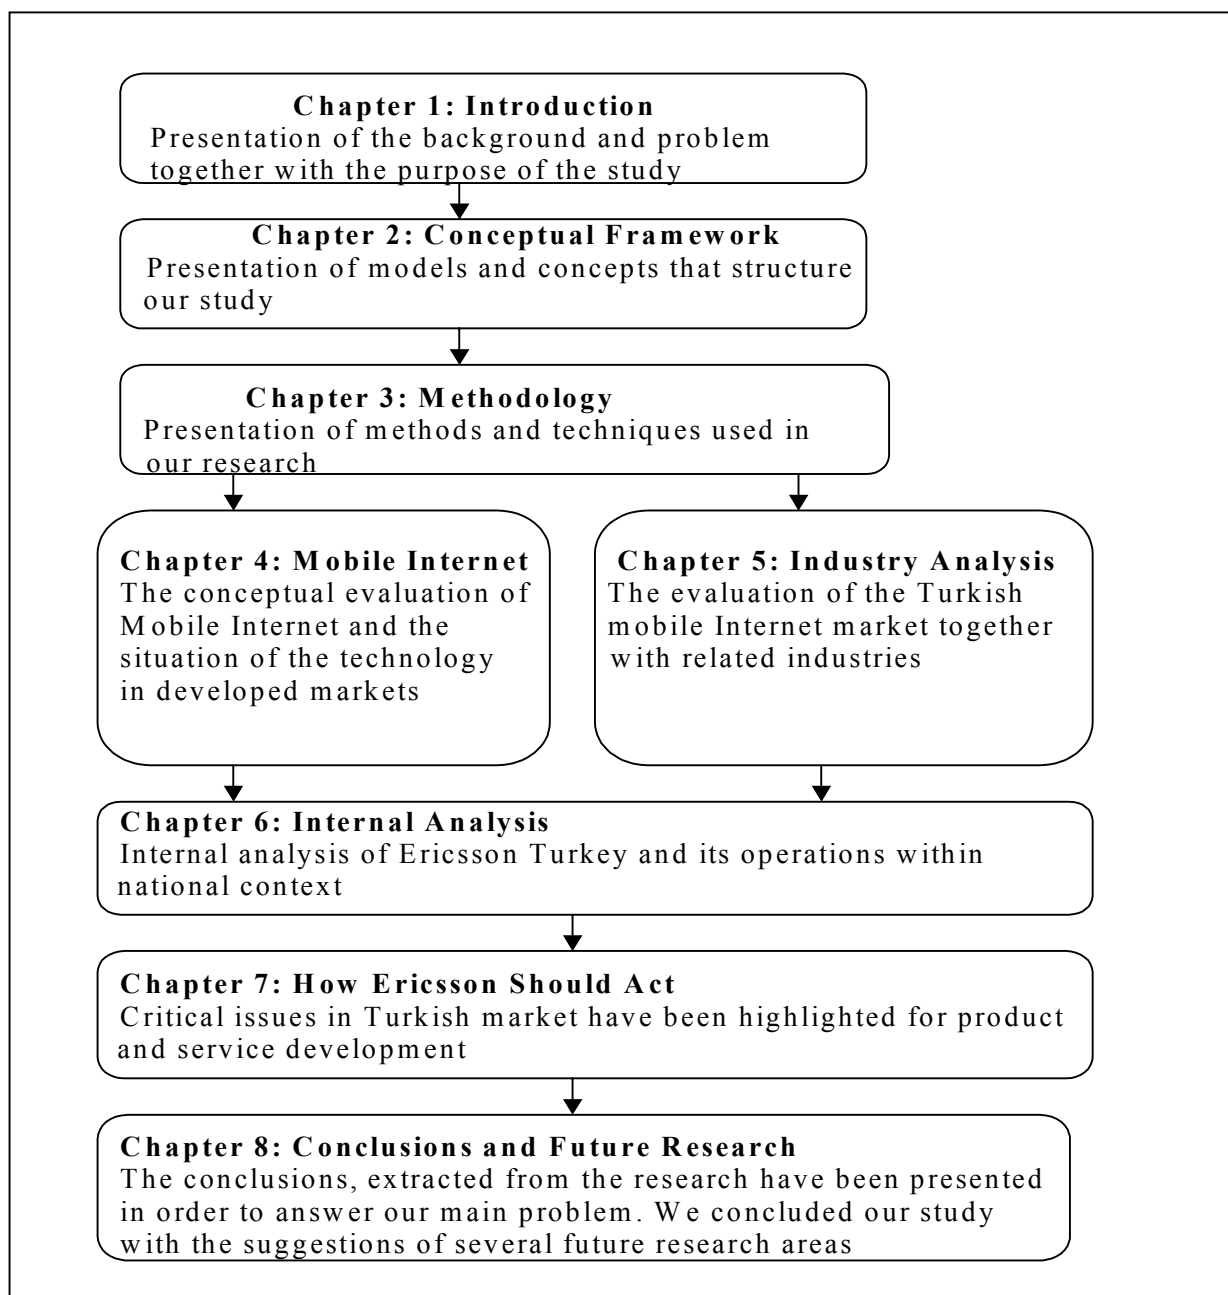 Chapter 1: Introduction
Presentation of the background and problem
together with the purpose of the study
Chapter 2: Conceptual Framework
Presentation of models and concepts that structure
our study
Chapter 3: Methodology
Presentation of methods and techniques used in
our research
Chapter 4: Mobile Internet
The conceptual evaluation of
Mobile Internet and the
situation of the technology
in developed markets
Chapter 5: Industry Analysis
The evaluation of the Turkish
mobile Internet market together
with related industries
Chapter 6: Internal Analysis
Internal analysis of Ericsson Turkey and its operations within
national context
Chapter 7: How Ericsson Should Act
Critical issues in Turkish market have been highlighted for product
and service development
Chapter 8: Conclusions and Future Research
The conclusions, extracted from the research have been presented
in order to answer our main problem. We concluded our study
with the suggestions of several future research areas